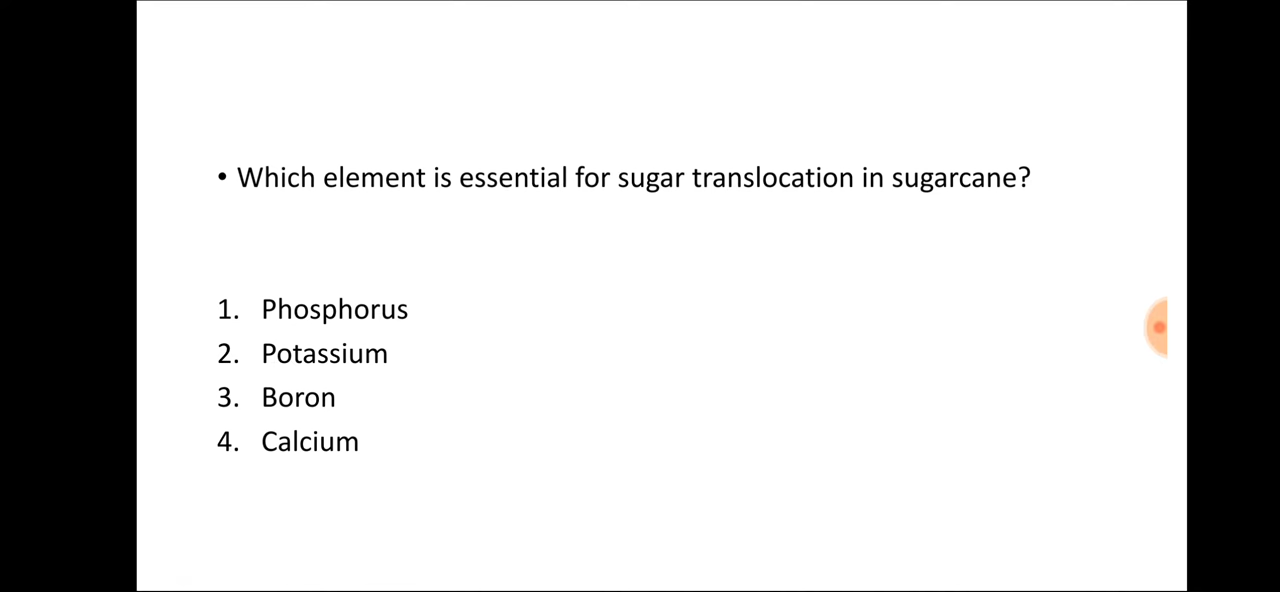 • Which element is essential for sugar translocation in sugarcane?
1. Phosphorus
2. Potassium
3. Boron
4. Calcium